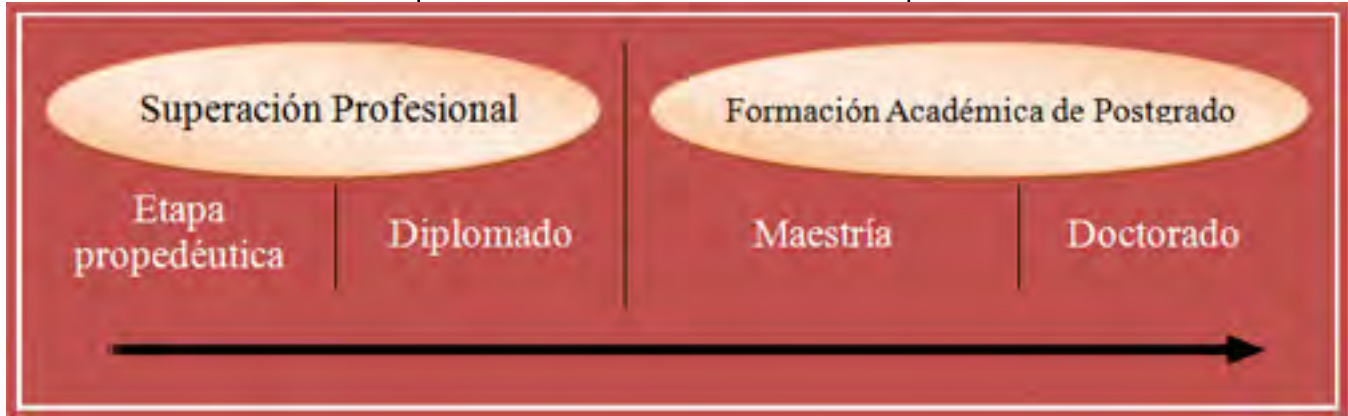 Superación Profesional
Formación Académica de Postgrado
Etapa
propedéutica
Diplomado
Maestría
Doctorado